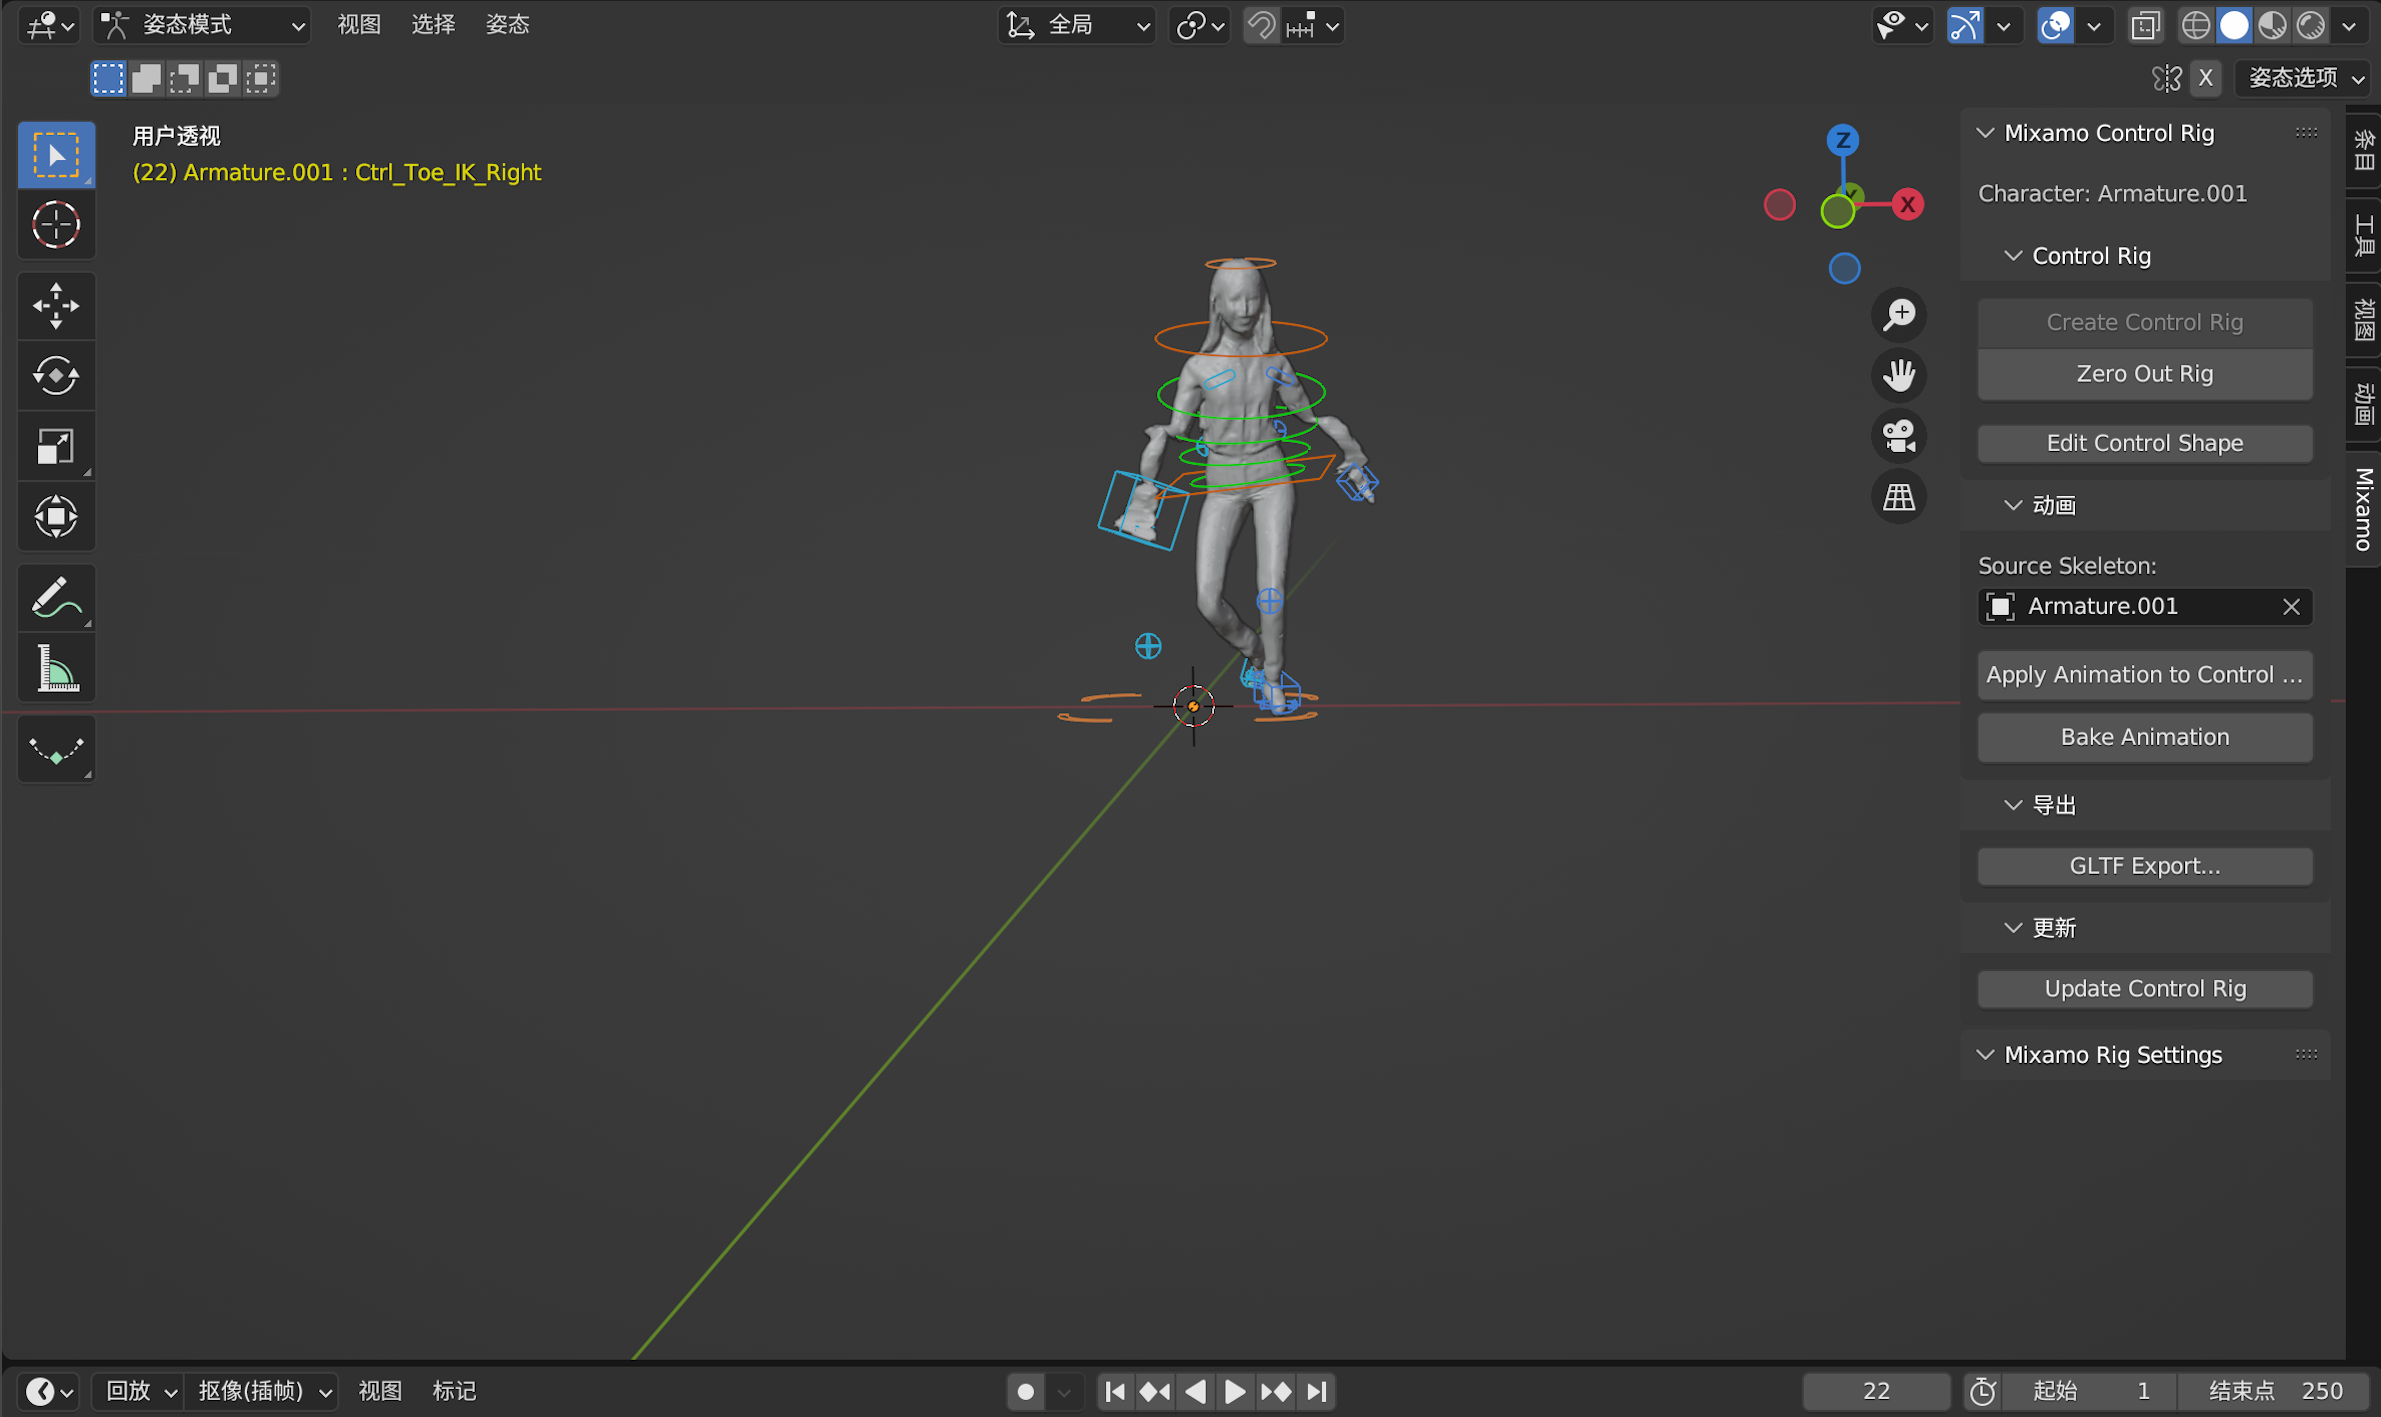 姿态模式 视图 选择 姿态 全局
X 姿态选项
用户透视
(22) Armature.001 : Ctrl_Toe_IK_Right
Z
Y
X
Mixamo Control Rig
Character: Armature.001
Control Rig
Create Control Rig
Zero Out Rig
Edit Control Shape
动画
Source Skeleton:
Armature.001
Apply Animation to Control ...
Bake Animation
导出
GLTF Export...
更新
Update Control Rig
Mixamo Rig Settings
条目
工具
视图
动画
Mixamo
回放 抠像(插帧) 视图 标记 22 起始 1 结束点 250